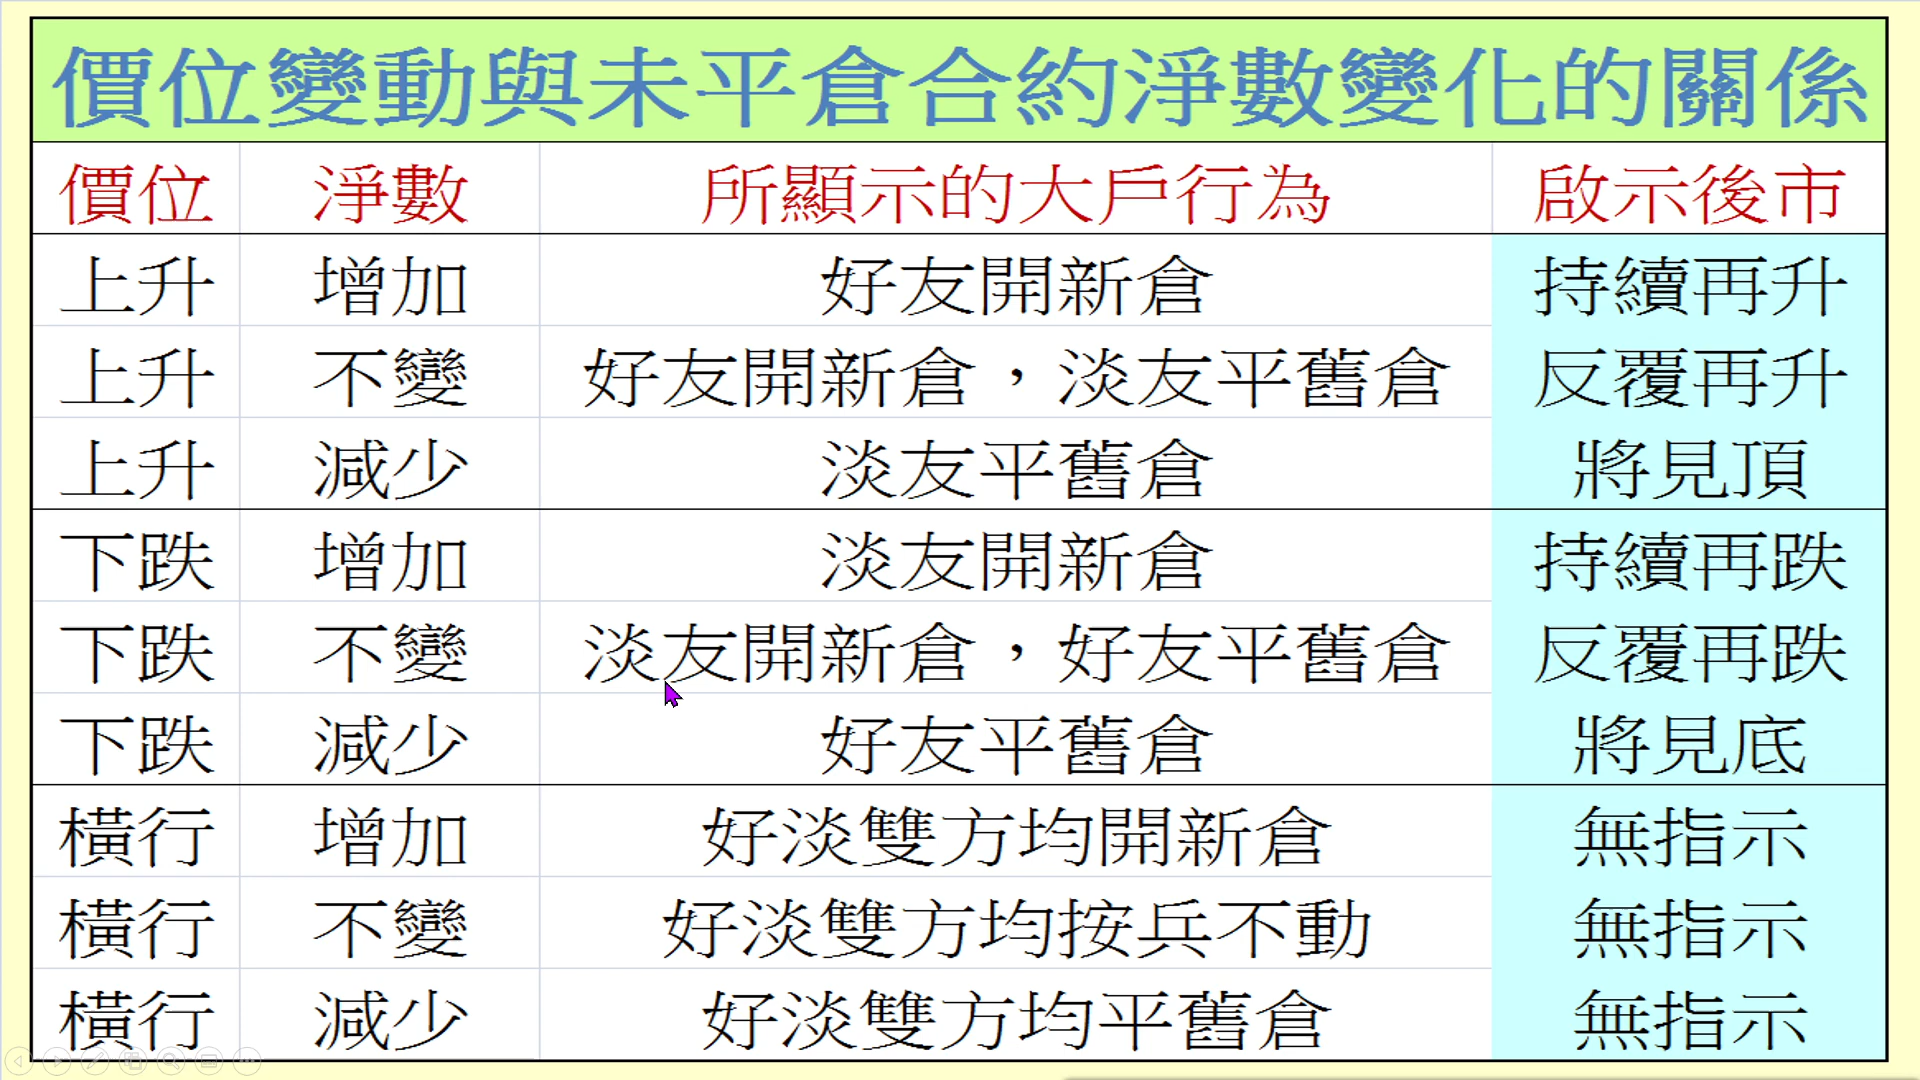 價位變動與未平倉合約淨數變化的關係
價位 淨數 所顯示的大戶行為 啟示後市
上升 增加 好友開新倉 持續再升
上升 不變 好友開新倉，淡友平舊倉 反覆再升
上升 減少 淡友平舊倉 將見頂
下跌 增加 淡友開新倉 持續再跌
下跌 不變 淡友開新倉，好友平舊倉 反覆再跌
下跌 減少 好友平舊倉 將見底
橫行 增加 好淡雙方均開新倉 無指示
橫行 不變 好淡雙方均按兵不動 無指示
橫行 減少 好淡雙方均平舊倉 無指示